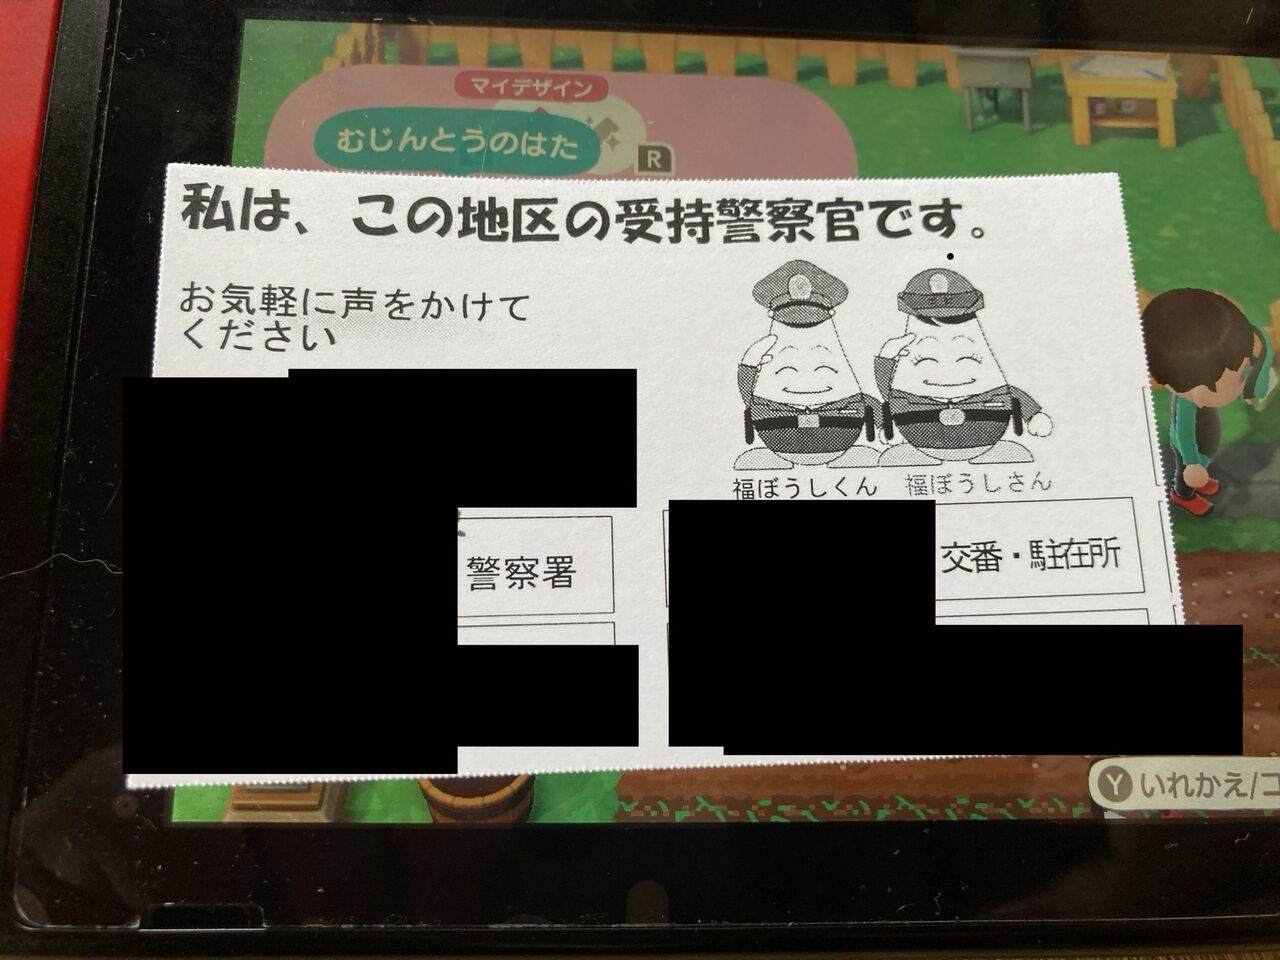 マイデザイン
むじんとうのはた
R
私は、この地区の受持警察官です。
お気軽に声をかけて
ください
福ぼうしくん 福ぼうしさん
警察署
交番・駐在所
Y いれかえ/コ